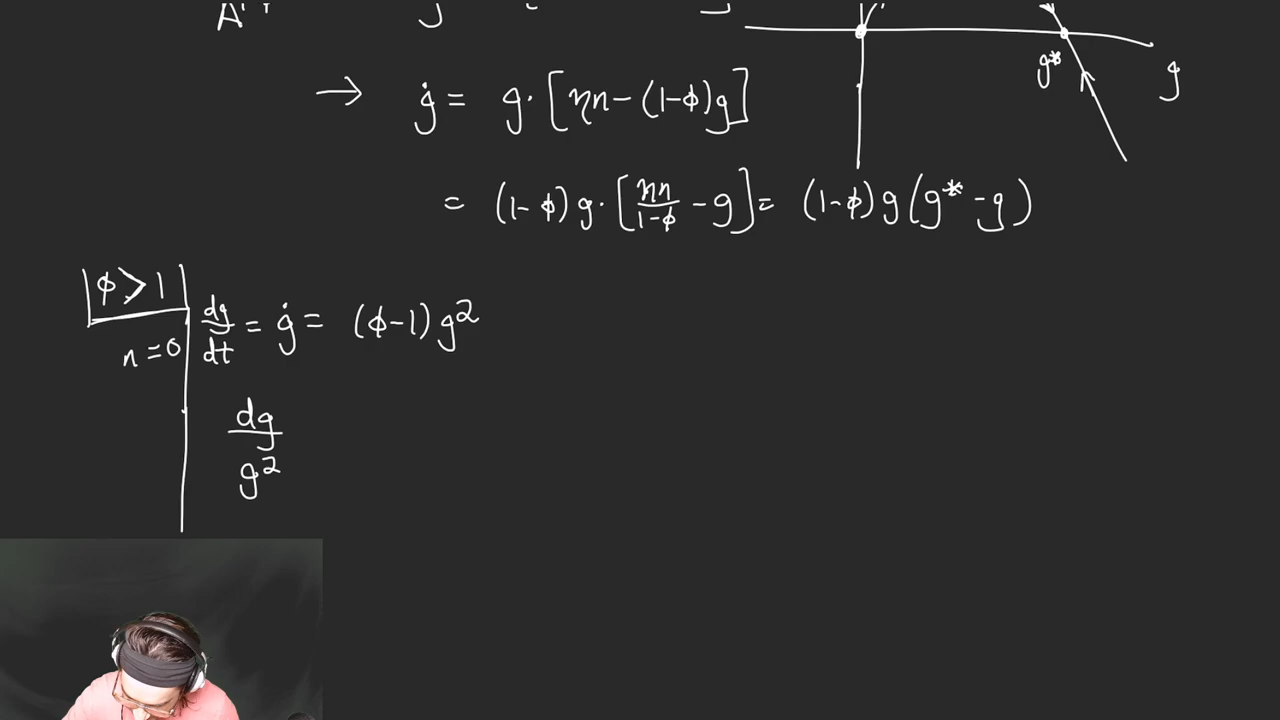 g* g
→ ġ = g · [ηn − (1−φ)g]
= (1−φ) g · [ηn/(1−φ) − g] = (1−φ) g (g* − g)
φ > 1
n = 0
dg/dt = ġ = (φ−1) g²
dg/g²